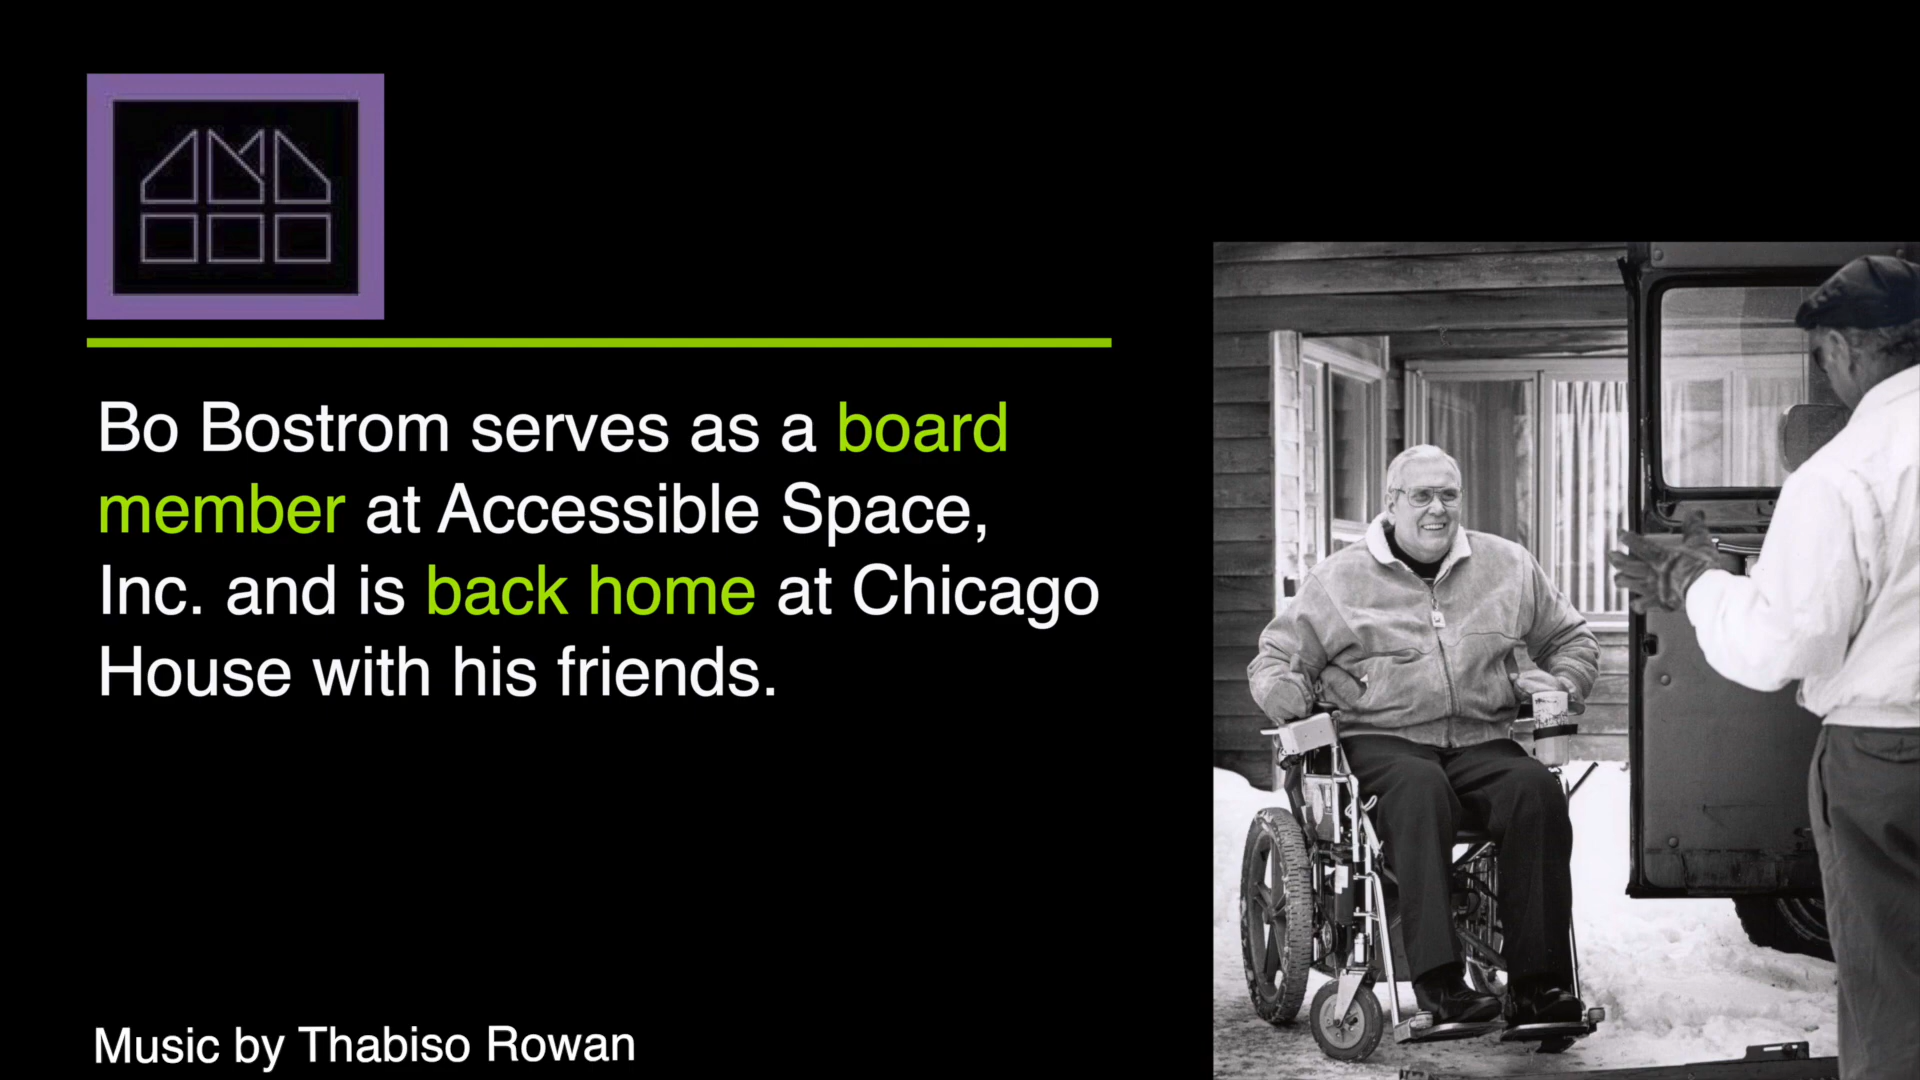 Bo Bostrom serves as a board
member at Accessible Space,
Inc. and is back home at Chicago
House with his friends.
Music by Thabiso Rowan